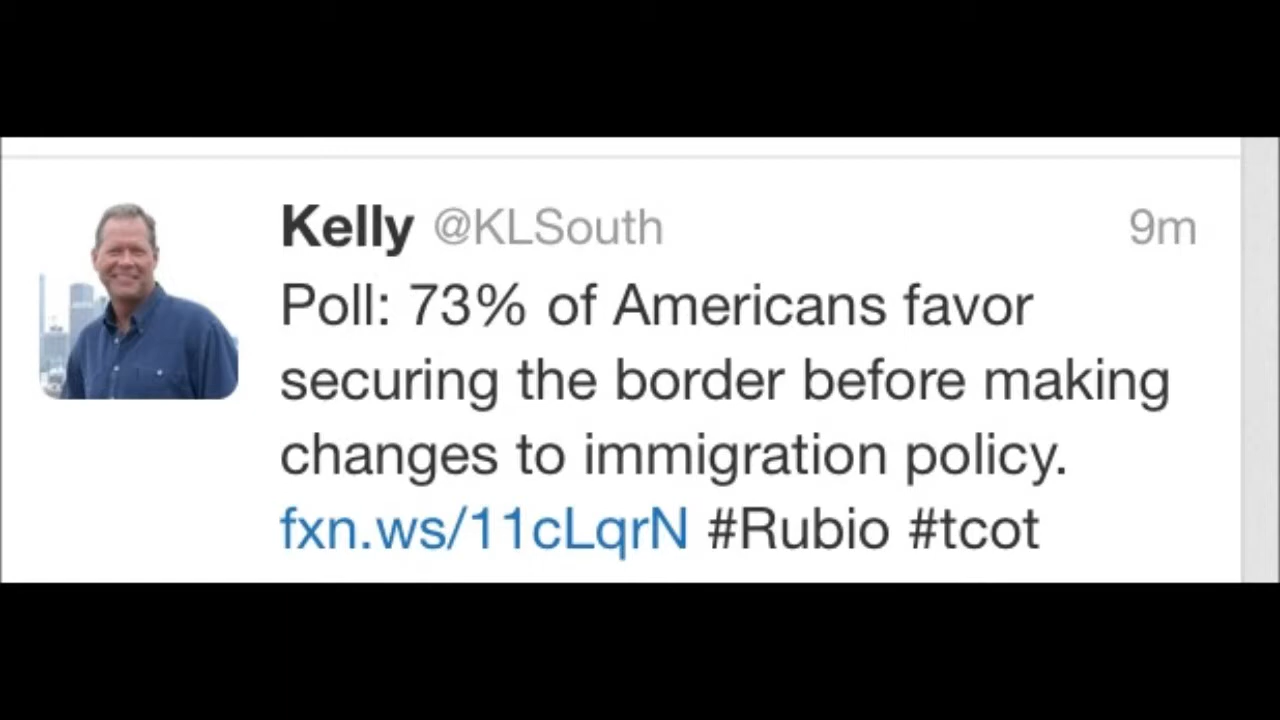 Kelly @KLSouth 9m
Poll: 73% of Americans favor
securing the border before making
changes to immigration policy.
fxn.ws/11cLqrN #Rubio #tcot